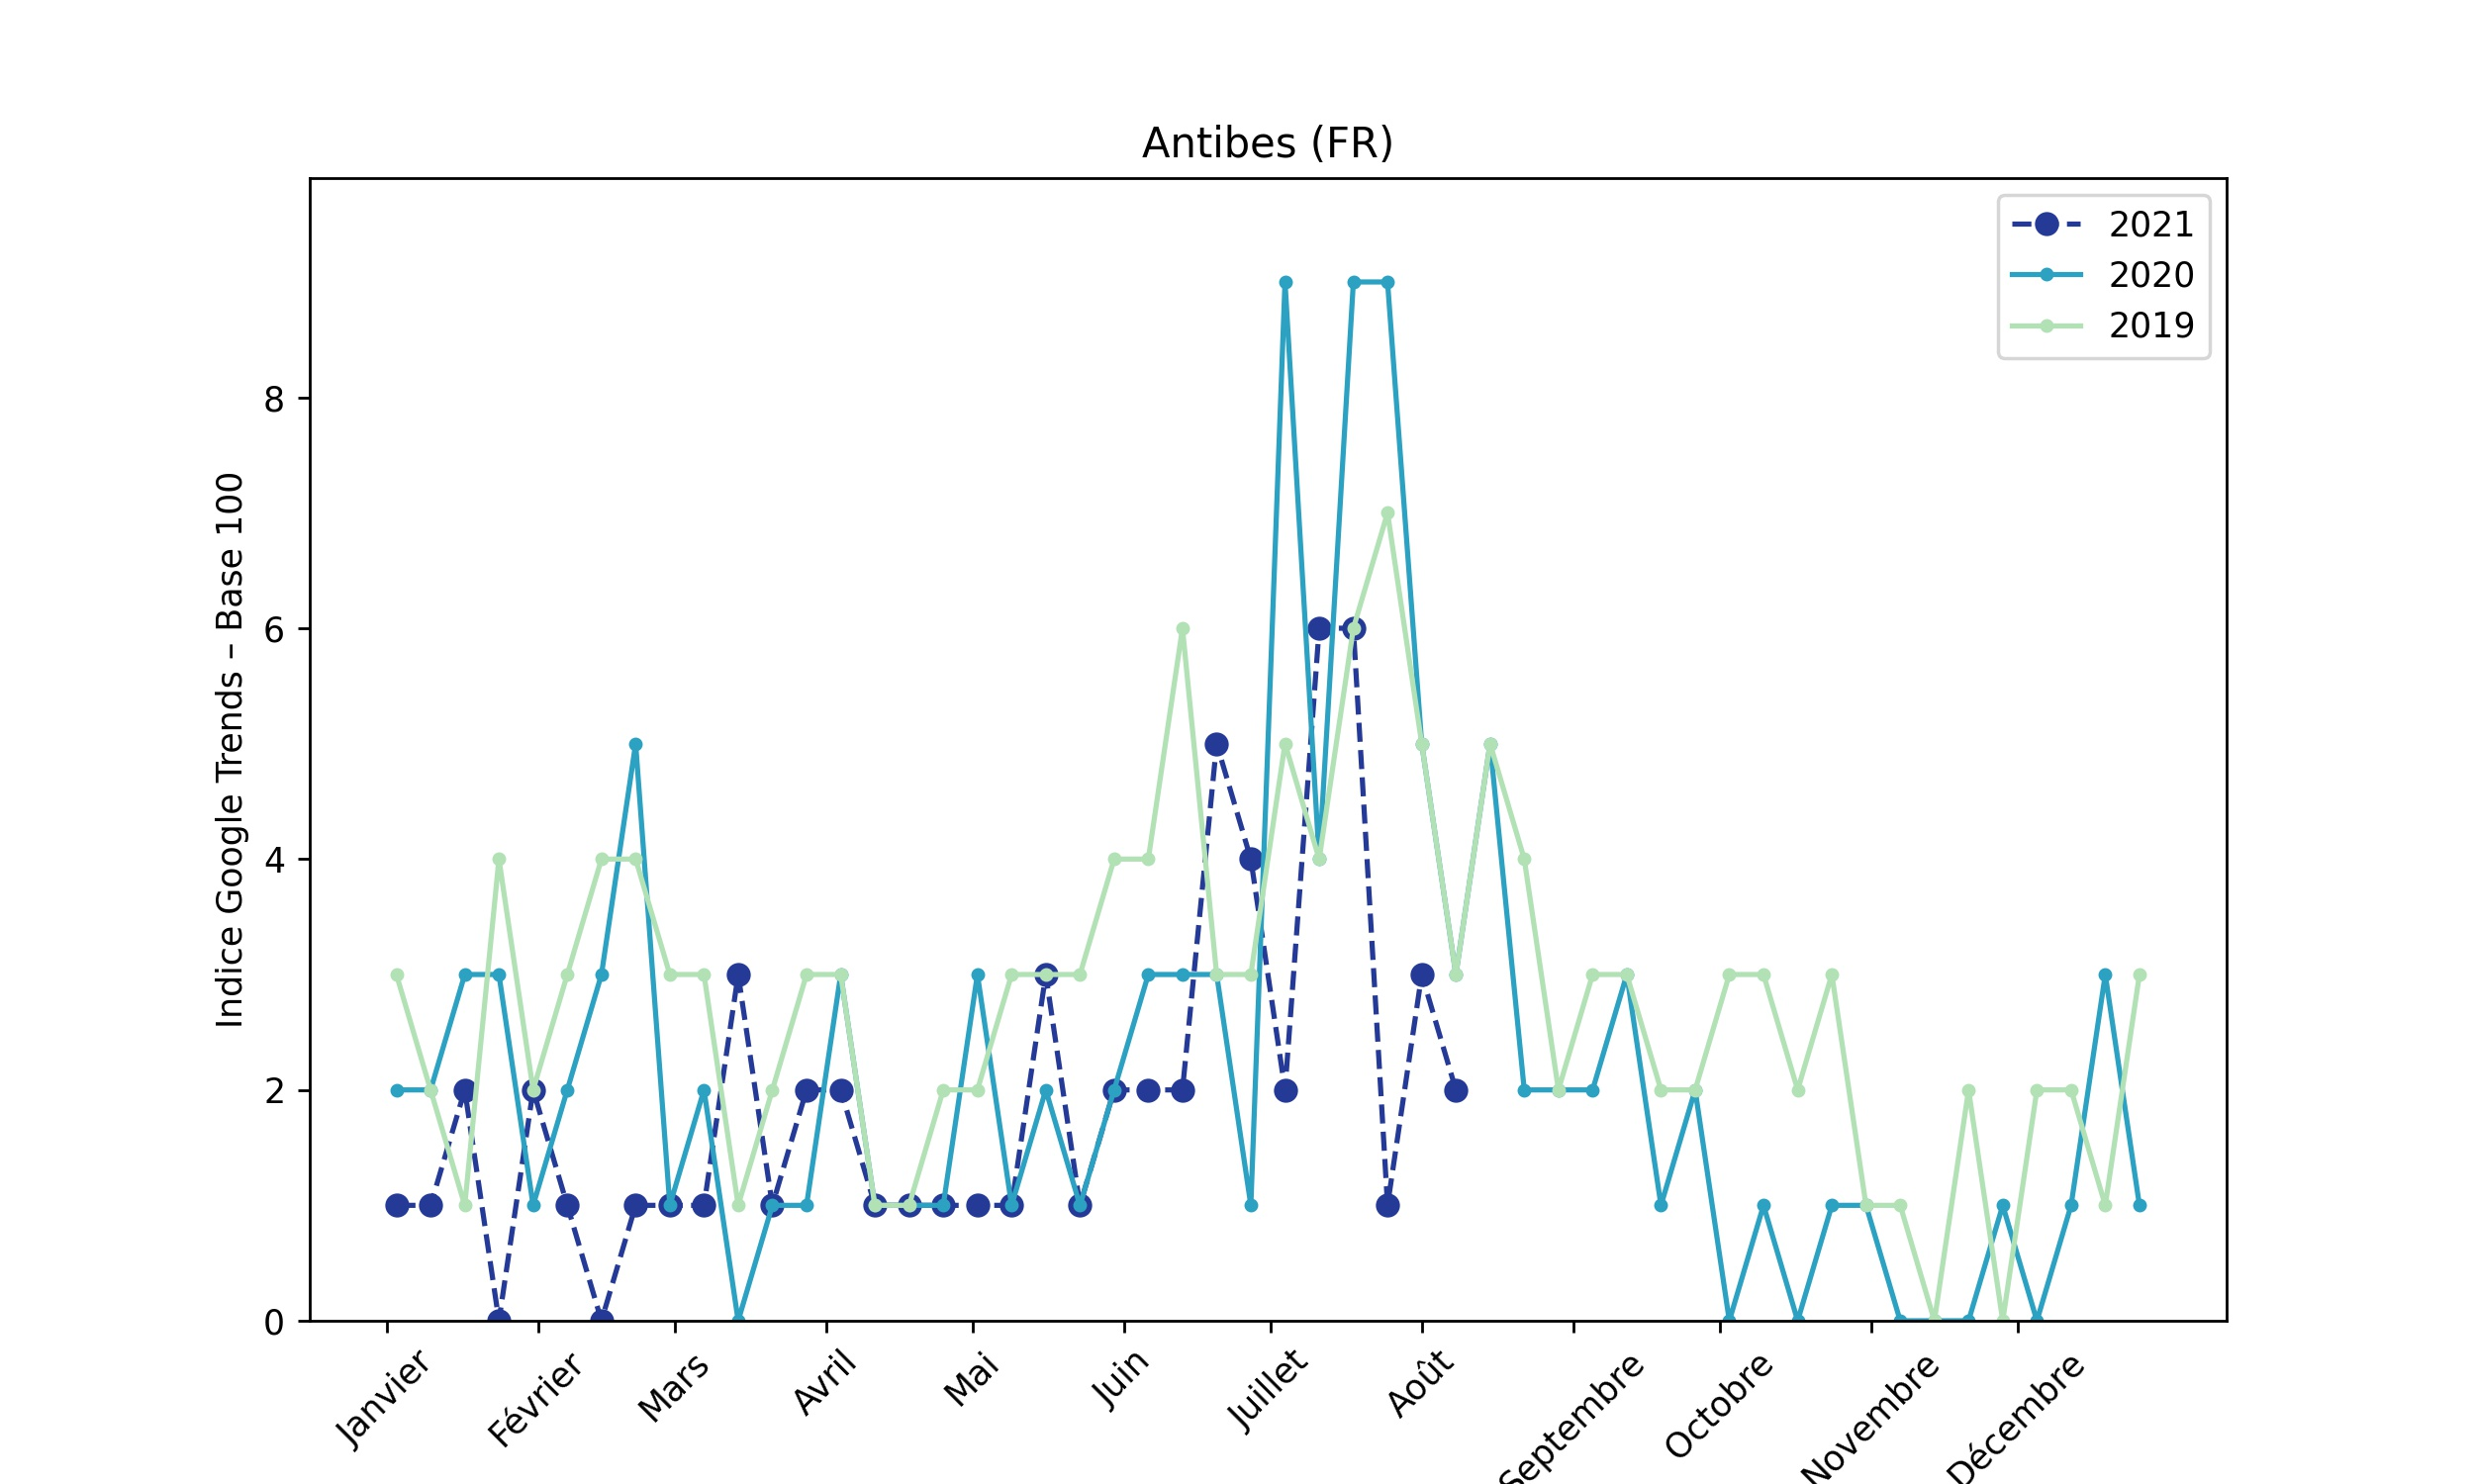 Antibes (FR)
2021
2020
2019
Indice Google Trends – Base 100
8
6
4
2
0
Janvier
Février
Mars
Avril
Mai
Juin
Juillet
Août
Septembre
Octobre
Novembre
Décembre